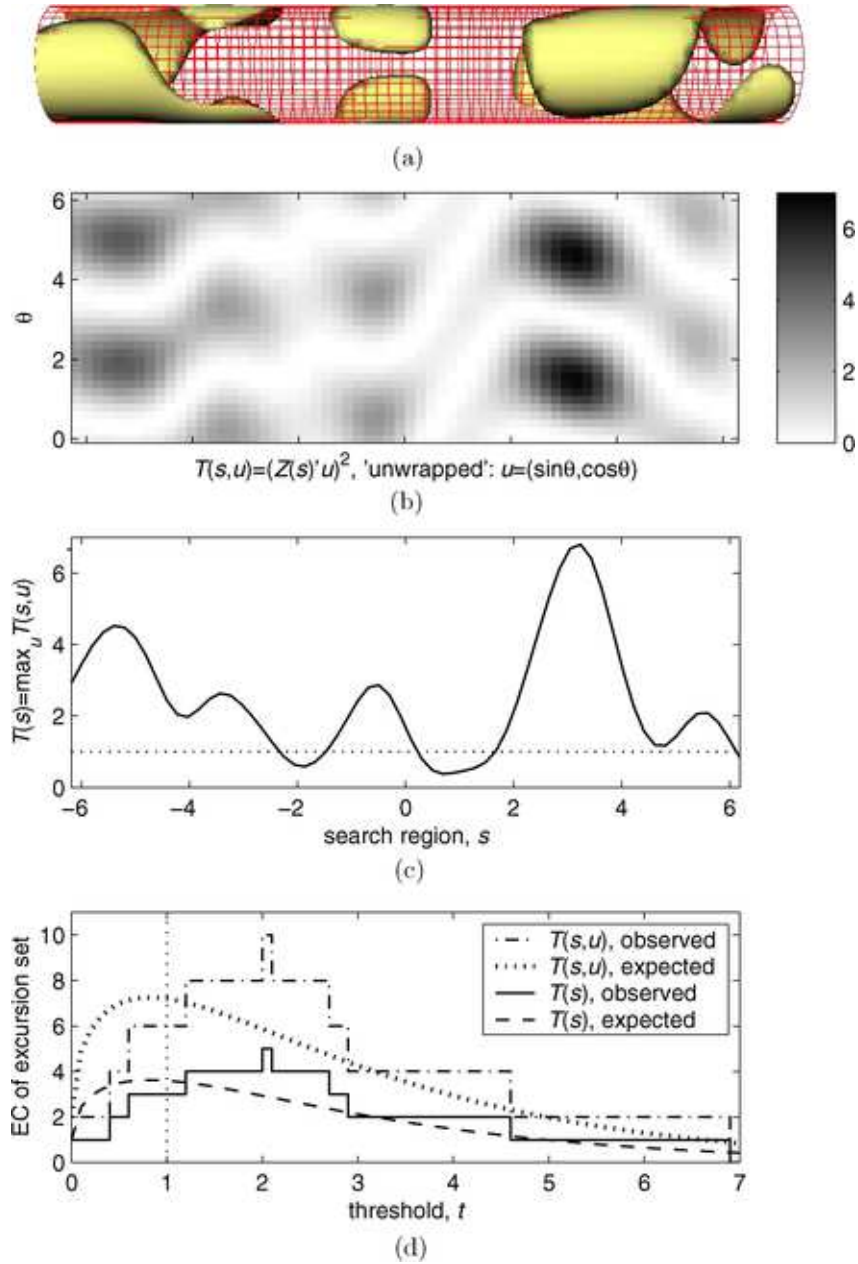 (a)
6
4
2
0
θ
6
4
2
0
T(s,u)=(Z(s)'u)², 'unwrapped': u=(sinθ,cosθ)
(b)
6
4
2
0
T(s)=max_u T(s,u)
−6 −4 −2 0 2 4 6
search region, s
(c)
10
8
6
4
2
0
EC of excursion set
T(s,u), observed
T(s,u), expected
T(s), observed
T(s), expected
0 1 2 3 4 5 6 7
threshold, t
(d)